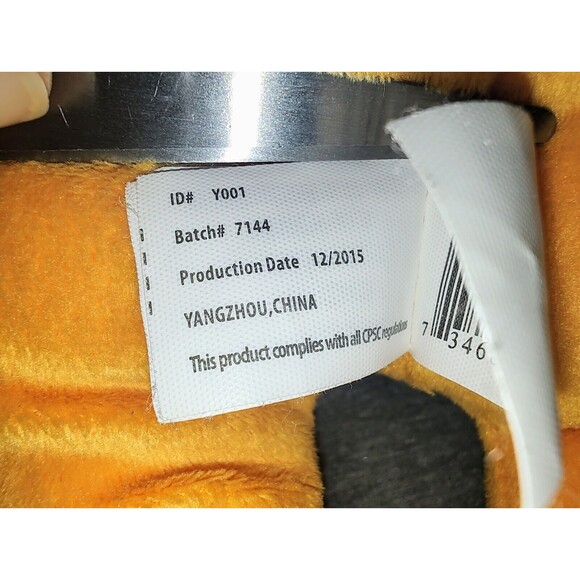 ID# Y001
Batch# 7144
Production Date 12/2015
YANGZHOU,CHINA
This product complies with all CPSC regulations
7 346